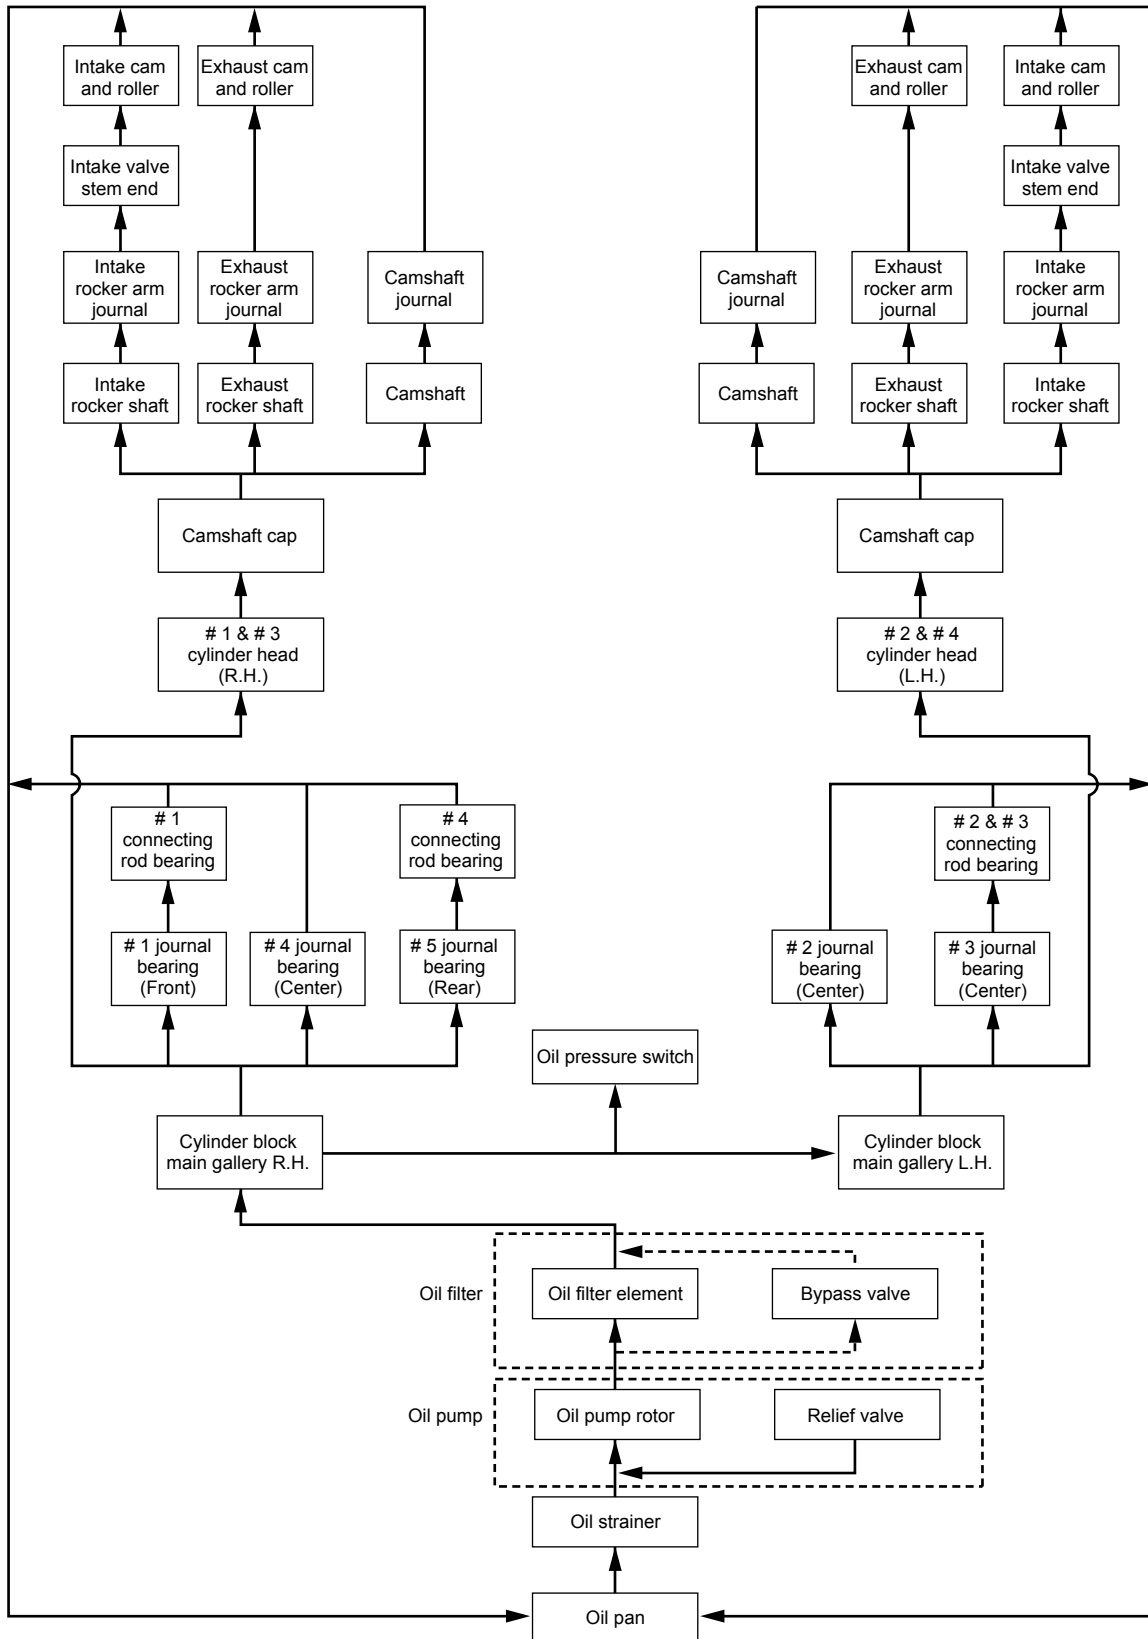 Intake cam
and roller
Exhaust cam
and roller
Exhaust cam
and roller
Intake cam
and roller
Intake valve
stem end
Intake valve
stem end
Intake
rocker arm
journal
Exhaust
rocker arm
journal
Camshaft
journal
Camshaft
journal
Exhaust
rocker arm
journal
Intake
rocker arm
journal
Intake
rocker shaft
Exhaust
rocker shaft
Camshaft
Camshaft
Exhaust
rocker shaft
Intake
rocker shaft
Camshaft cap
Camshaft cap
# 1 & # 3
cylinder head
(R.H.)
# 2 & # 4
cylinder head
(L.H.)
# 1
connecting
rod bearing
# 4
connecting
rod bearing
# 2 & # 3
connecting
rod bearing
# 1 journal
bearing
(Front)
# 4 journal
bearing
(Center)
# 5 journal
bearing
(Rear)
# 2 journal
bearing
(Center)
# 3 journal
bearing
(Center)
Oil pressure switch
Cylinder block
main gallery R.H.
Cylinder block
main gallery L.H.
Oil filter
Oil filter element
Bypass valve
Oil pump
Oil pump rotor
Relief valve
Oil strainer
Oil pan